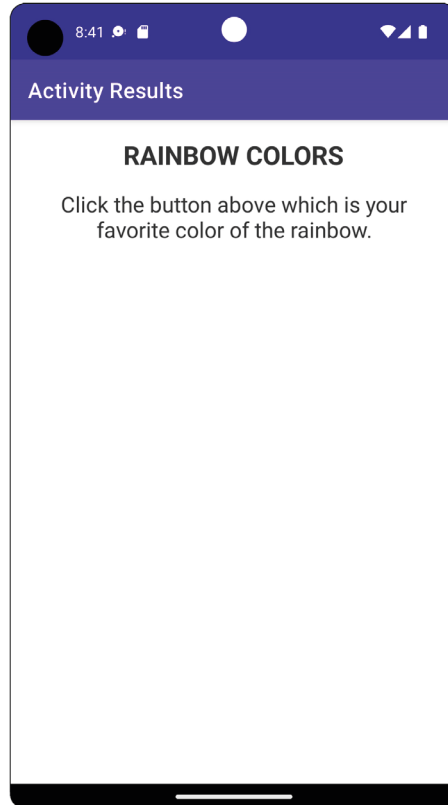 8:41
Activity Results
RAINBOW COLORS
Click the button above which is your
favorite color of the rainbow.